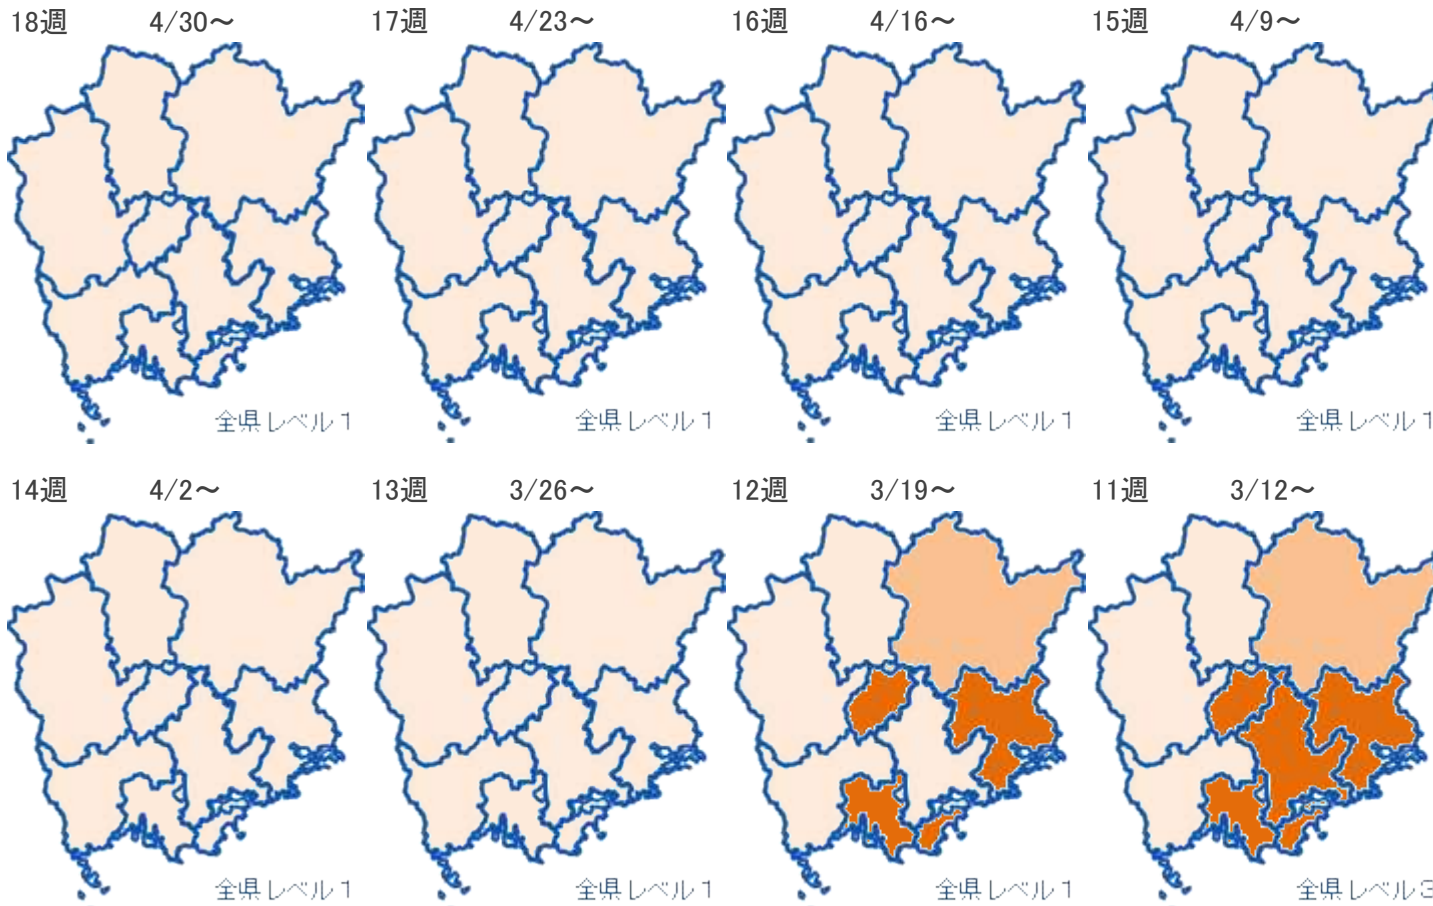 18週 4/30～
17週 4/23～
16週 4/16～
15週 4/9～
全県レベル１
全県レベル１
全県レベル１
全県レベル１
14週 4/2～
13週 3/26～
12週 3/19～
11週 3/12～
全県レベル１
全県レベル１
全県レベル１
全県レベル３